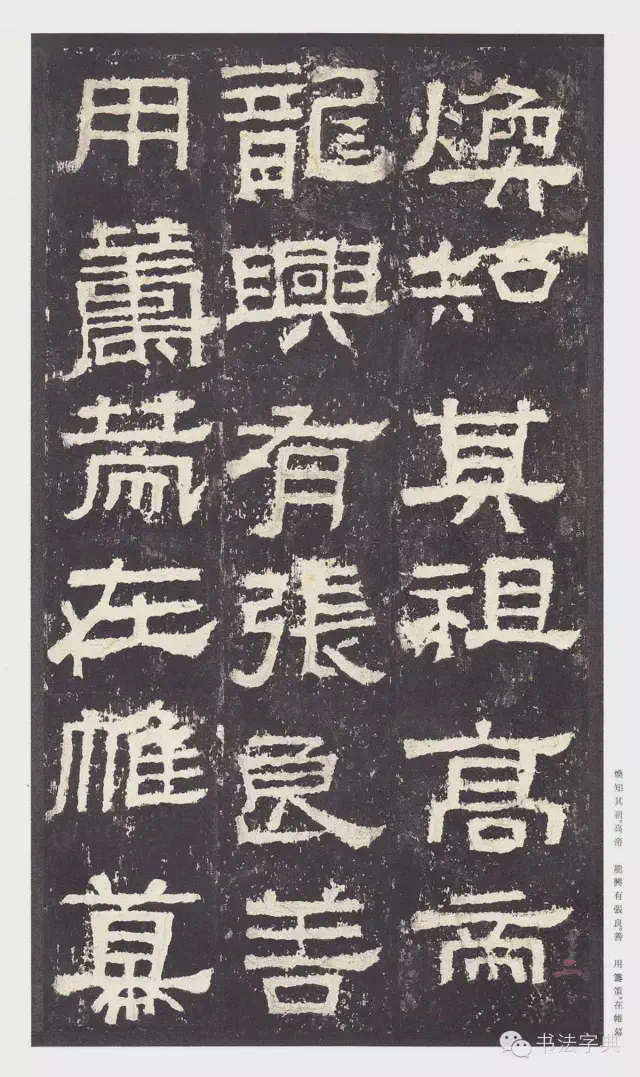 煥知其祖高帝
龍興有張良善
用籌策在帷幕
二
煥知其祖。高帝　龍興有張良。善　用籌策。在帷幕
书法字典